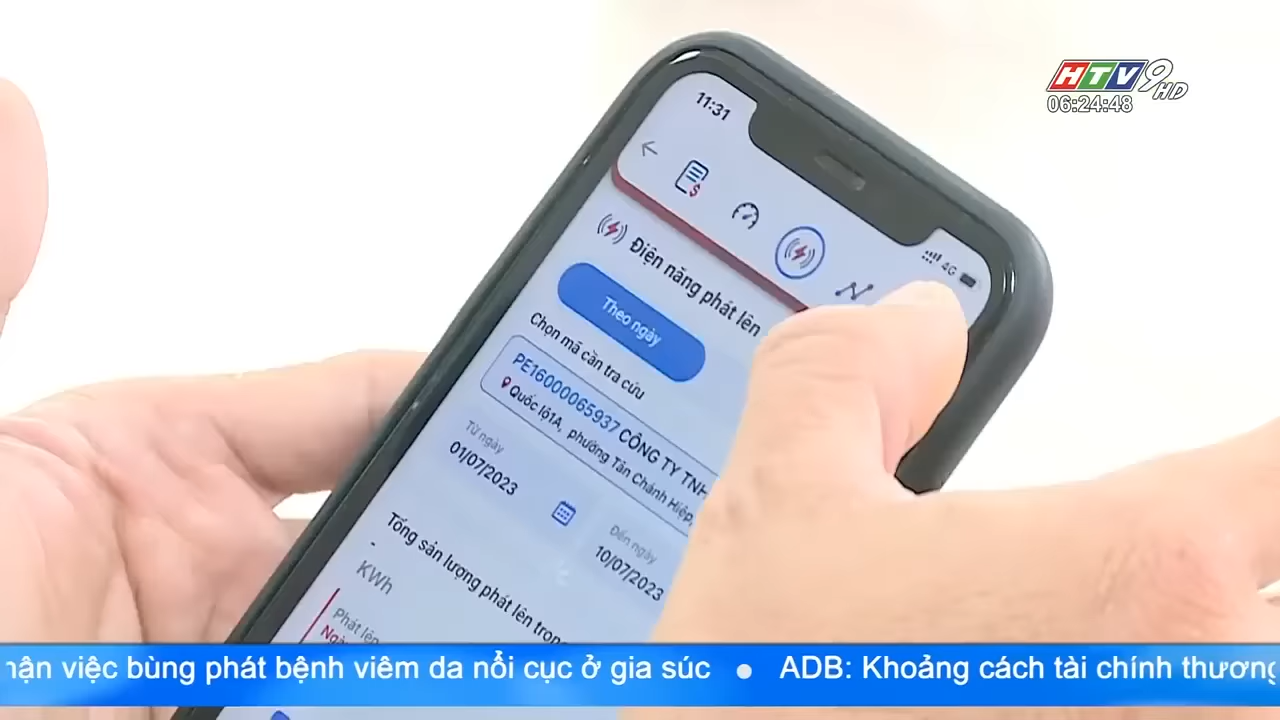 HTV9 HD
06:24:48
11:31
4G
Điện năng phát lên
Theo ngày
Chọn mã cần tra cứu
PE16000065937 CÔNG TY TNH
Quốc lộ1A, phường Tân Chánh Hiệp,
Từ ngày
01/07/2023
Đến ngày
10/07/2023
Tổng sản lượng phát lên trong
-
KWh
Phát lên
việc bùng phát bệnh viêm da nổi cục ở gia súc • ADB: Khoảng cách tài chính thương